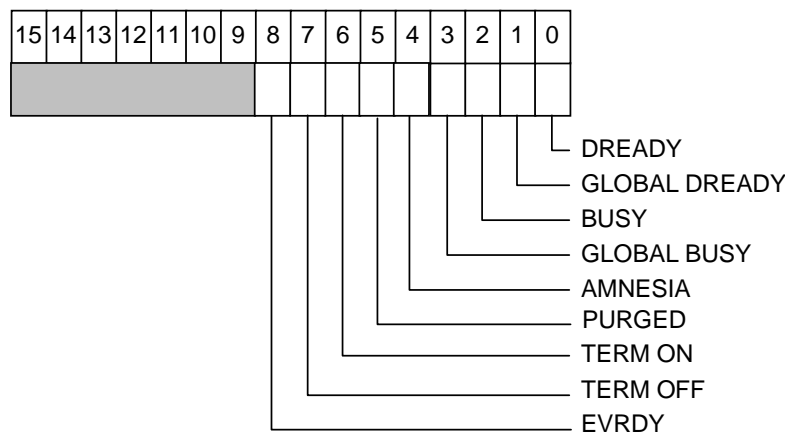 15 14 13 12 11 10 9 8 7 6 5 4 3 2 1 0
DREADY
GLOBAL DREADY
BUSY
GLOBAL BUSY
AMNESIA
PURGED
TERM ON
TERM OFF
EVRDY